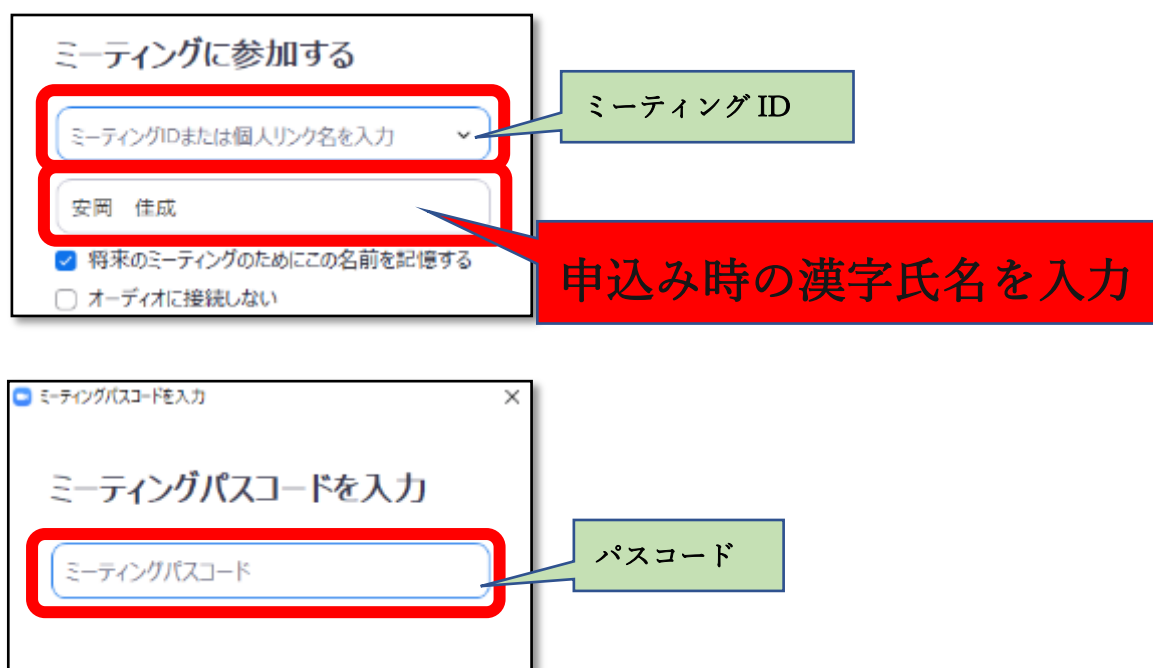 ミーティングに参加する
ミーティングIDまたは個人リンク名を入力
ミーティング ID
安岡　佳成
申込み時の漢字氏名を入力
将来のミーティングのためにこの名前を記憶する
オーディオに接続しない
ミーティングパスコードを入力
ミーティングパスコードを入力
ミーティングパスコード
パスコード